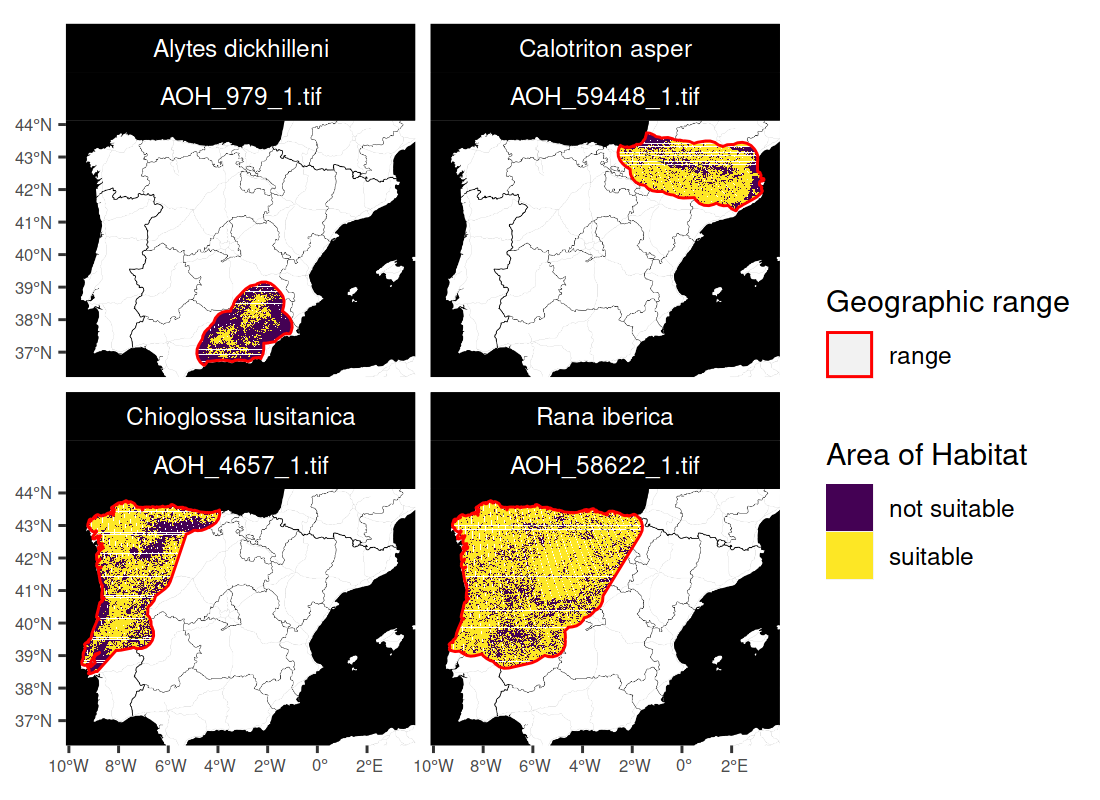 Alytes dickhilleni
AOH_979_1.tif
Calotriton asper
AOH_59448_1.tif
44°N
43°N
42°N
41°N
40°N
39°N
38°N
37°N
Chioglossa lusitanica
AOH_4657_1.tif
Rana iberica
AOH_58622_1.tif
44°N
43°N
42°N
41°N
40°N
39°N
38°N
37°N
10°W 8°W 6°W 4°W 2°W 0° 2°E
10°W 8°W 6°W 4°W 2°W 0° 2°E
Geographic range
range
Area of Habitat
not suitable
suitable